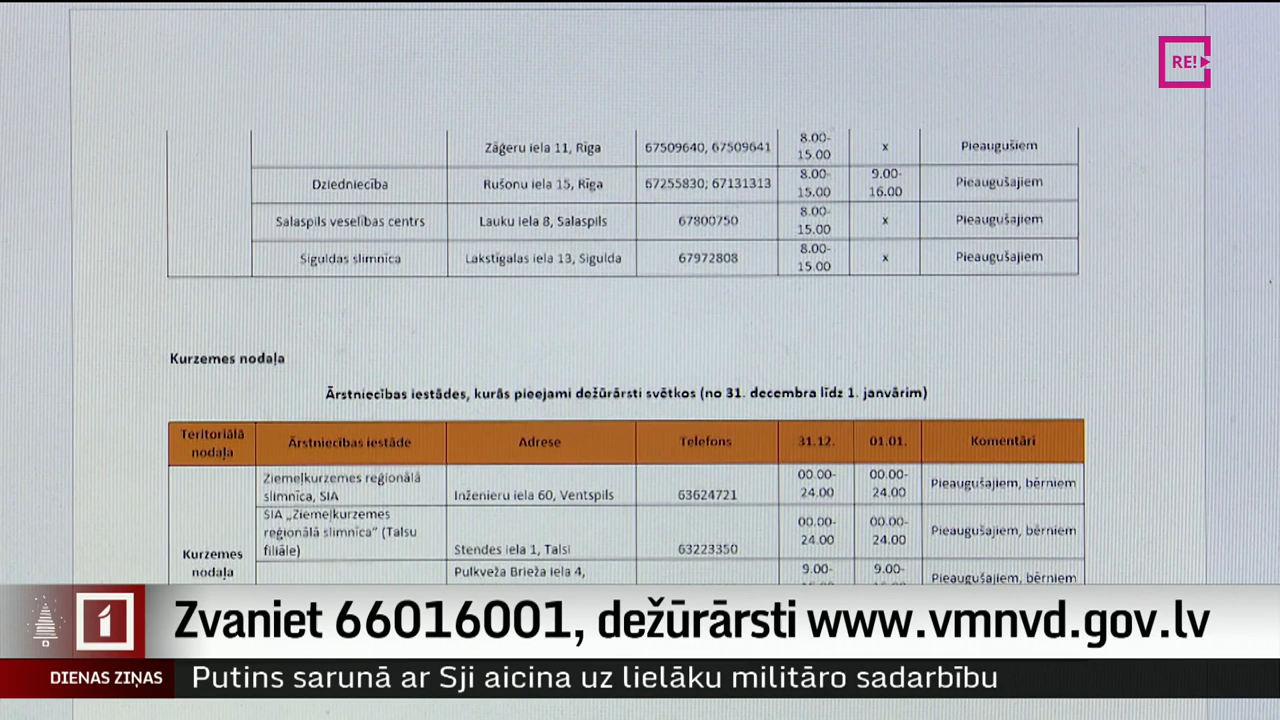 RE!
Zāģeru iela 11, Rīga 67509640, 67509641 8.00-15.00 x Pieaugušiem
Dziedniecība Rušonu iela 15, Rīga 67255830; 67131313 8.00-15.00 9.00-16.00 Pieaugušajiem
Salaspils veselības centrs Lauku iela 8, Salaspils 67800750 8.00-15.00 x Pieaugušajiem
Siguldas slimnīca Lakstīgalas iela 13, Sigulda 67972808 8.00-15.00 x Pieaugušajiem
Kurzemes nodaļa
Ārstniecības iestādes, kurās pieejami dežūrārsti svētkos (no 31. decembra līdz 1. janvārim)
Teritoriālā nodaļa Ārstniecības iestāde Adrese Telefons 31.12. 01.01. Komentāri
Kurzemes nodaļa
Ziemeļkurzemes reģionālā slimnīca, SIA Inženieru iela 60, Ventspils 63624721 00.00-24.00 00.00-24.00 Pieaugušajiem, bērniem
SIA „Ziemeļkurzemes reģionālā slimnīca" (Talsu filiāle) Stendes iela 1, Talsi 63223350 00.00-24.00 00.00-24.00 Pieaugušajiem, bērniem
Pulkveža Brieža iela 4, 9.00- 9.00- Pieaugušajiem, bērniem
1
Zvaniet 66016001, dežūrārsti www.vmnvd.gov.lv
DIENAS ZIŅAS
Putins sarunā ar Sji aicina uz lielāku militāro sadarbību